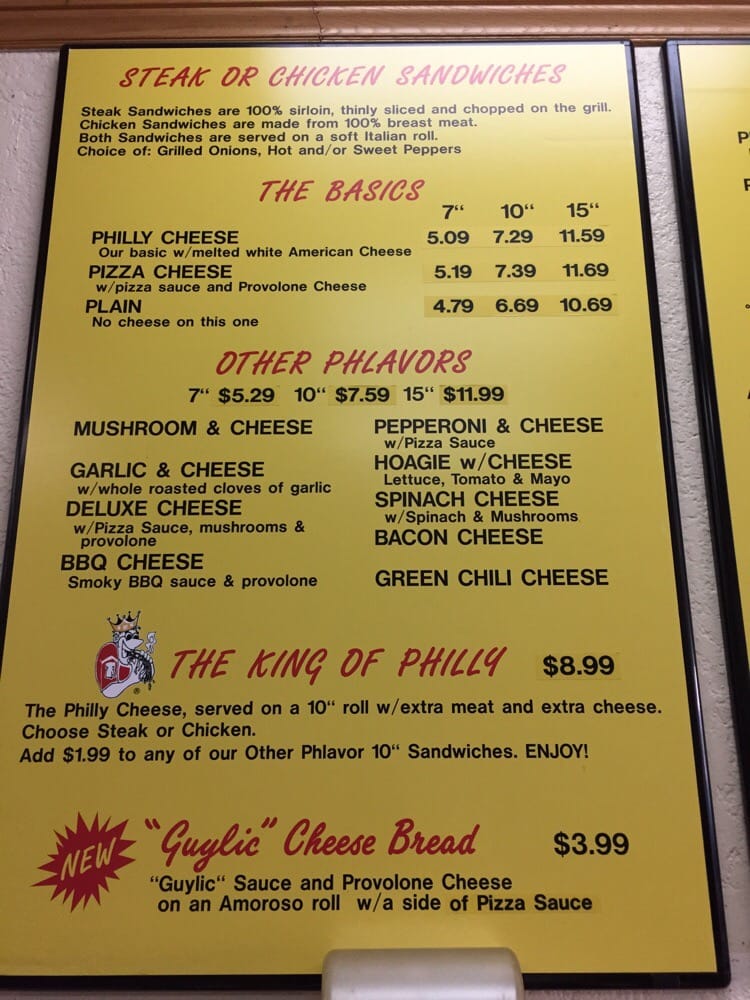 STEAK OR CHICKEN SANDWICHES
Steak Sandwiches are 100% sirloin, thinly sliced and chopped on the grill.
Chicken Sandwiches are made from 100% breast meat.
Both Sandwiches are served on a soft Italian roll.
Choice of: Grilled Onions, Hot and/or Sweet Peppers
THE BASICS
7“ 10“ 15“
PHILLY CHEESE 5.09 7.29 11.59
Our basic w/melted white American Cheese
PIZZA CHEESE 5.19 7.39 11.69
w/pizza sauce and Provolone Cheese
PLAIN 4.79 6.69 10.69
No cheese on this one
OTHER PHLAVORS
7“ $5.29 10“ $7.59 15“ $11.99
MUSHROOM & CHEESE
GARLIC & CHEESE
w/whole roasted cloves of garlic
DELUXE CHEESE
w/Pizza Sauce, mushrooms &
provolone
BBQ CHEESE
Smoky BBQ sauce & provolone
PEPPERONI & CHEESE
w/Pizza Sauce
HOAGIE w/CHEESE
Lettuce, Tomato & Mayo
SPINACH CHEESE
w/Spinach & Mushrooms
BACON CHEESE
GREEN CHILI CHEESE
THE KING OF PHILLY $8.99
The Philly Cheese, served on a 10“ roll w/extra meat and extra cheese.
Choose Steak or Chicken.
Add $1.99 to any of our Other Phlavor 10“ Sandwiches. ENJOY!
NEW "Guylic" Cheese Bread $3.99
“Guylic“ Sauce and Provolone Cheese
on an Amoroso roll w/a side of Pizza Sauce